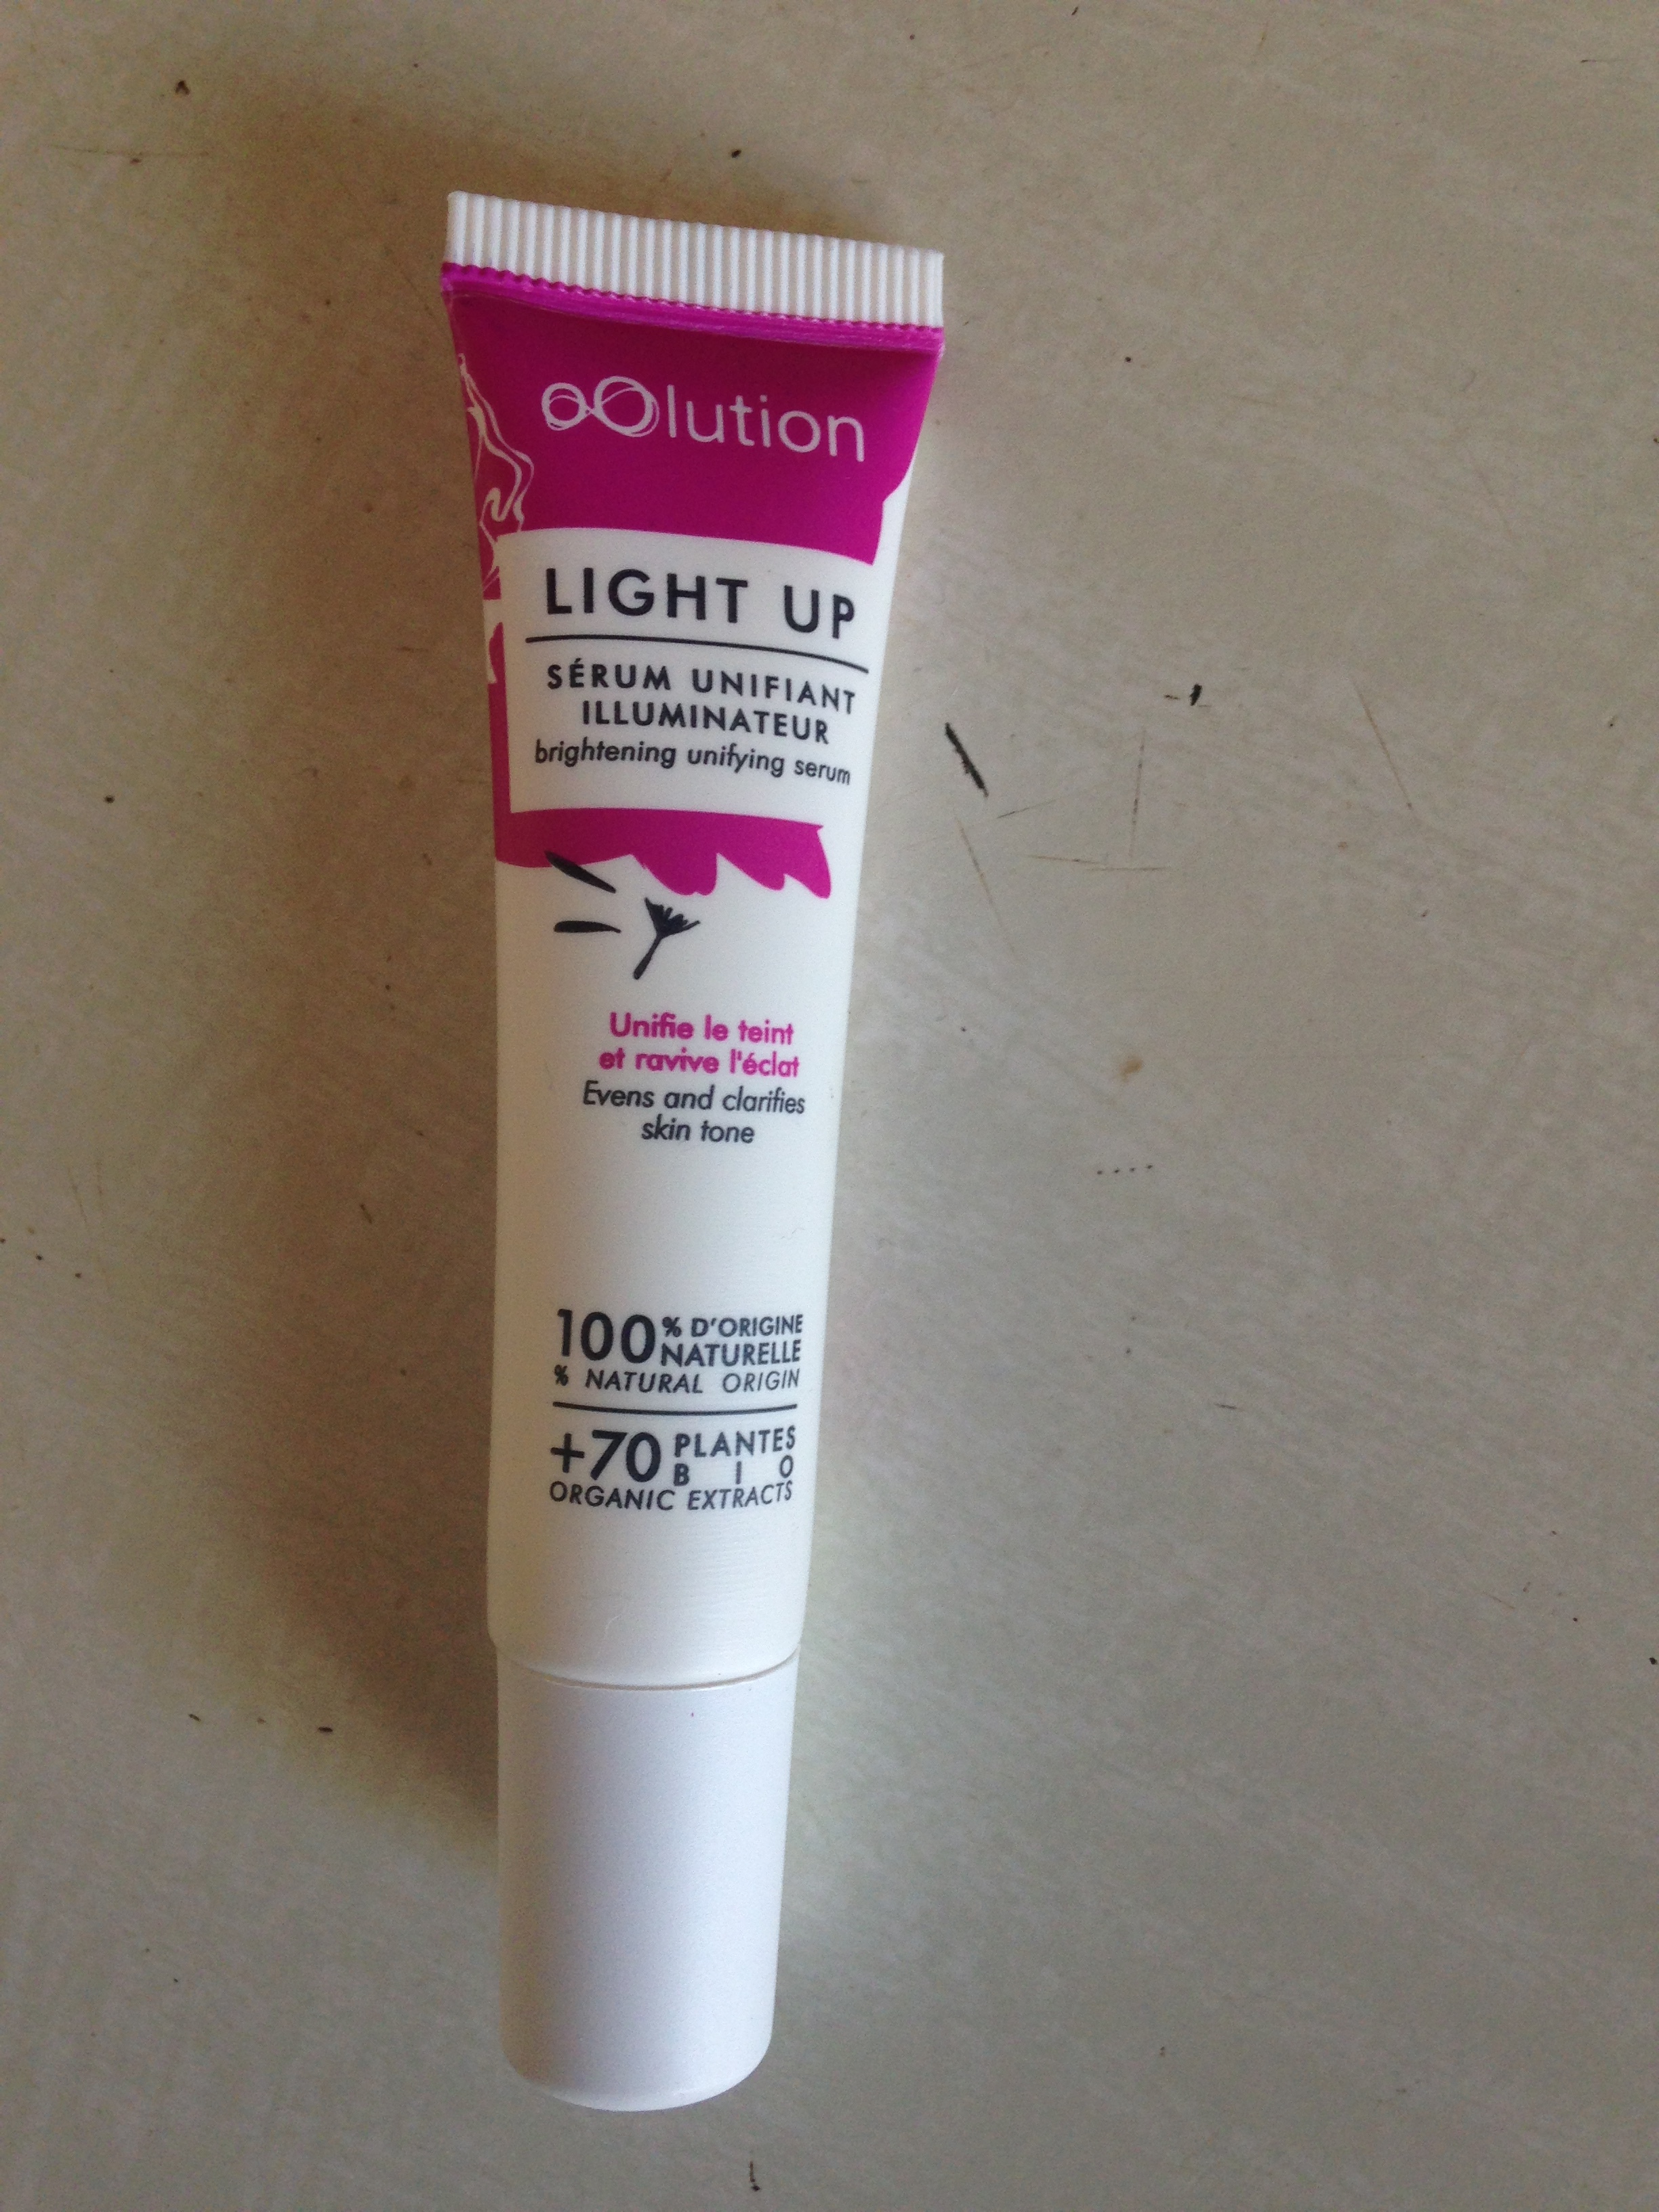 oOlution
LIGHT UP
SÉRUM UNIFIANT
ILLUMINATEUR
brightening unifying serum
Unifie le teint
et ravive l'éclat
Evens and clarifies
skin tone
100% D'ORIGINE
NATURELLE
% NATURAL ORIGIN
+70 PLANTES
BIO
ORGANIC EXTRACTS